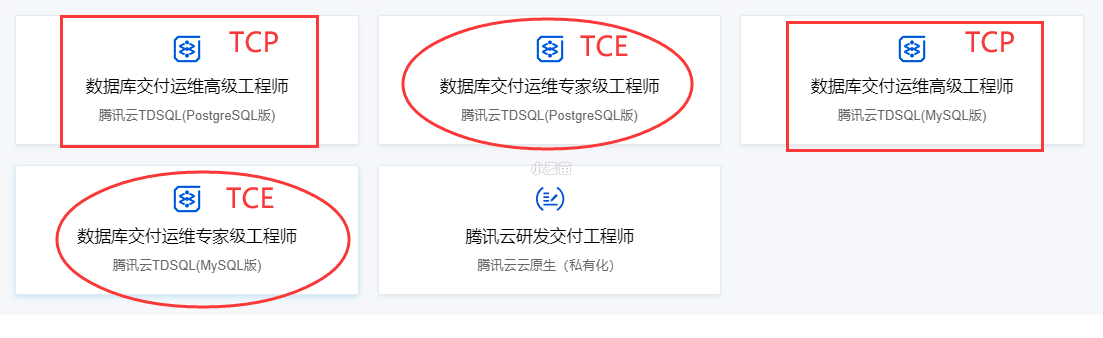 TCP
数据库交付运维高级工程师
腾讯云TDSQL(PostgreSQL版)
TCE
数据库交付运维专家级工程师
腾讯云TDSQL(PostgreSQL版)
TCP
数据库交付运维高级工程师
腾讯云TDSQL(MySQL版)
小麦苗
TCE
数据库交付运维专家级工程师
腾讯云TDSQL(MySQL版)
腾讯云研发交付工程师
腾讯云云原生（私有化）